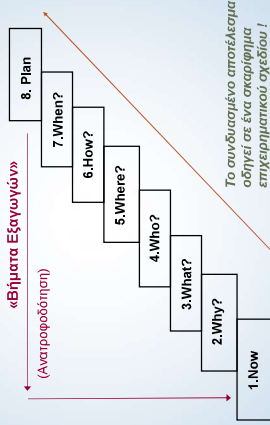 «Βήματα Εξαγωγών»
(Ανατροφοδότηση)
8. Plan
7.When?
6.How?
5.Where?
4.Who?
3.What?
2.Why?
1.Now
Το συνδυασμένο αποτέλεσμα
οδηγεί σε ένα σκαρίφημα
επιχειρηματικού σχεδίου !